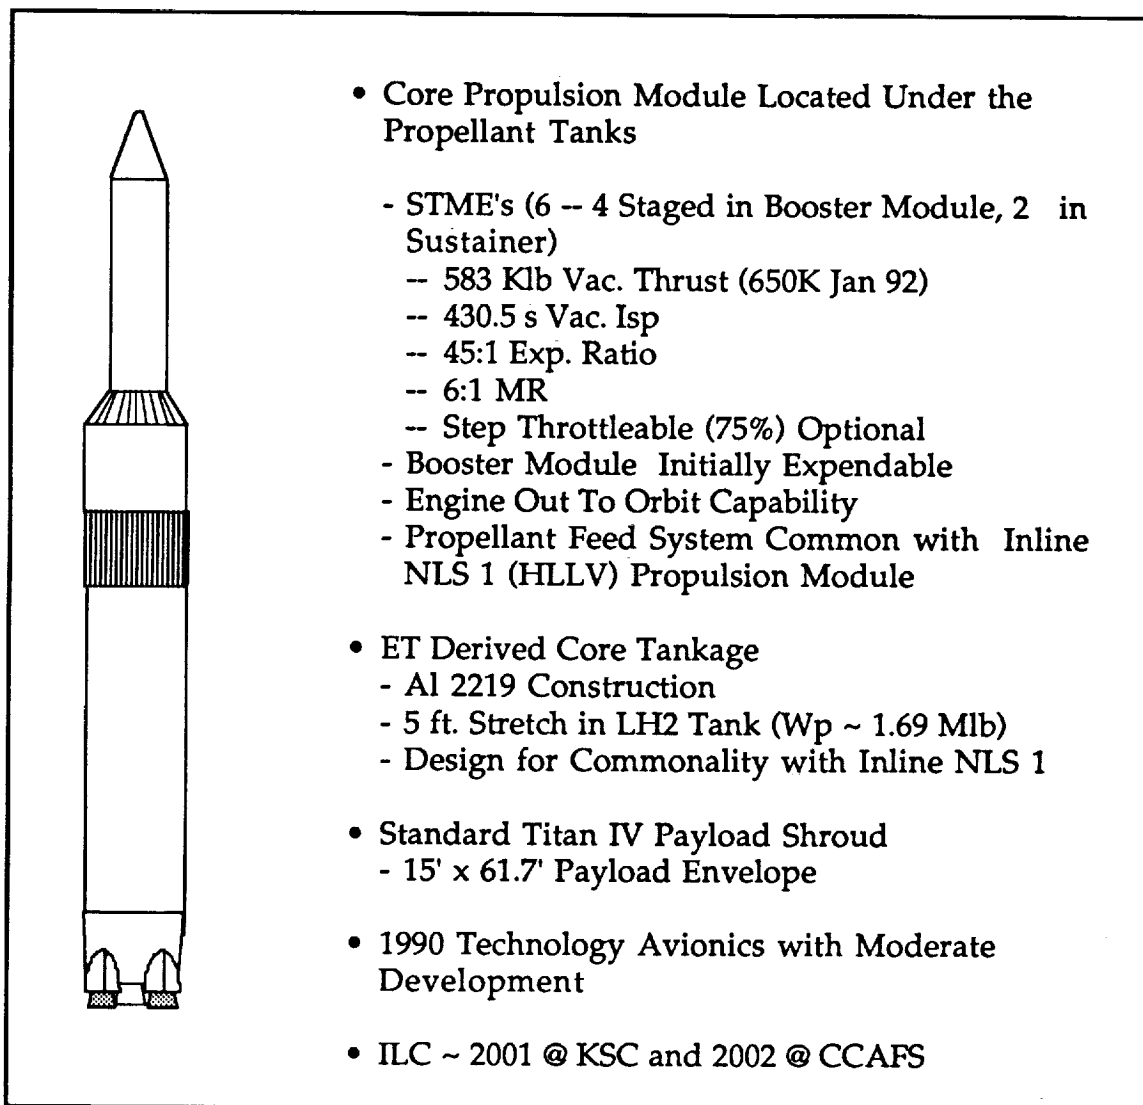 • Core Propulsion Module Located Under the
Propellant Tanks
- STME's (6 -- 4 Staged in Booster Module, 2 in
Sustainer)
-- 583 Klb Vac. Thrust (650K Jan 92)
-- 430.5 s Vac. Isp
-- 45:1 Exp. Ratio
-- 6:1 MR
-- Step Throttleable (75%) Optional
- Booster Module Initially Expendable
- Engine Out To Orbit Capability
- Propellant Feed System Common with Inline
NLS 1 (HLLV) Propulsion Module
• ET Derived Core Tankage
- Al 2219 Construction
- 5 ft. Stretch in LH2 Tank (Wp ~ 1.69 Mlb)
- Design for Commonality with Inline NLS 1
• Standard Titan IV Payload Shroud
- 15' x 61.7' Payload Envelope
• 1990 Technology Avionics with Moderate
Development
• ILC ~ 2001 @ KSC and 2002 @ CCAFS